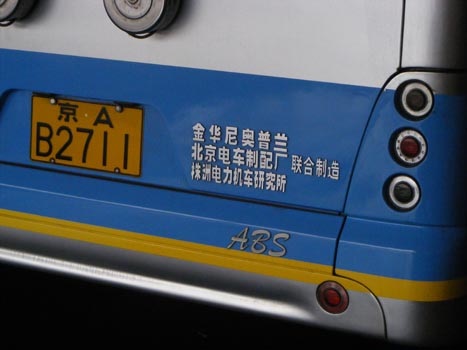 京A
B2711
金华尼奥普兰
北京电车制配厂 联合制造
株洲电力机车研究所
ABS